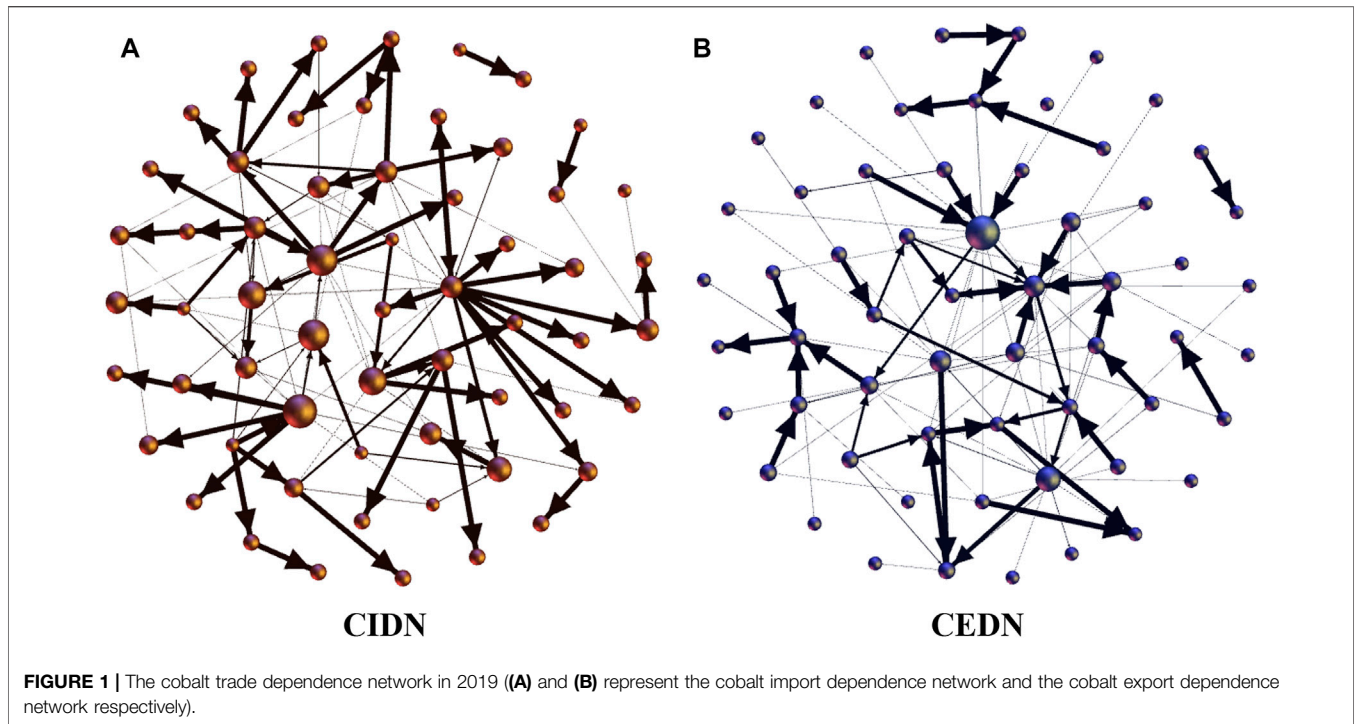 A
B
CIDN
CEDN
FIGURE 1 | The cobalt trade dependence network in 2019 ((A) and (B) represent the cobalt import dependence network and the cobalt export dependence
network respectively).